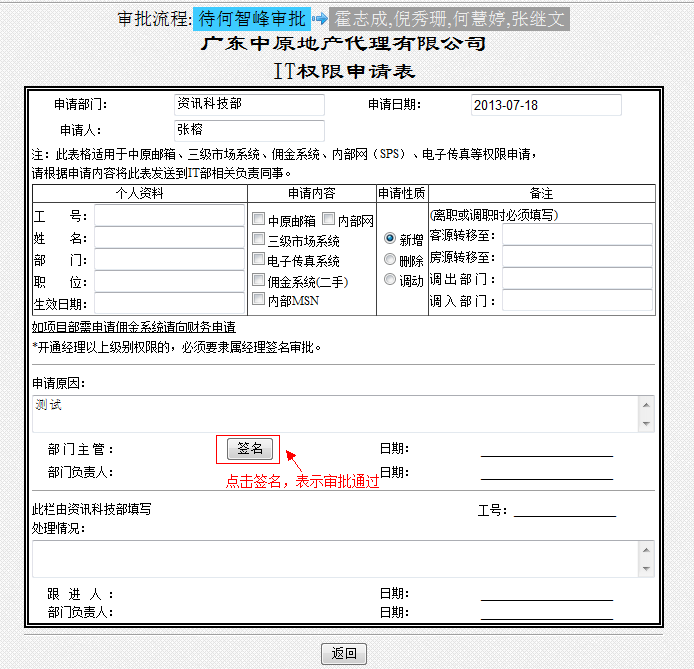 审批流程: 待何智峰审批 霍志成,倪秀珊,何慧婷,张继文
广东中原地产代理有限公司
IT权限申请表
申请部门: 资讯科技部 申请日期: 2013-07-18
申请人: 张榕
注: 此表格适用于中原邮箱、三级市场系统、佣金系统、内部网（SPS）、电子传真等权限申请，
请根据申请内容将此表发送到IT部相关负责同事。
个人资料 申请内容 申请性质 备注
工 号: 中原邮箱 内部网 (离职或调职时必须填写)
姓 名: 三级市场系统 新增 客源转移至:
部 门: 电子传真系统 删除 房源转移至:
职 位: 佣金系统(二手) 调动 调出部门:
生效日期: 内部MSN 调入部门:
如项目部需申请佣金系统请向财务申请
*开通经理以上级别权限的，必须要隶属经理签名审批。
申请原因:
测试
部门主管: 签名 日期:
部门负责人: 点击签名，表示审批通过 日期:
此栏由资讯科技部填写 工号:
处理情况:
跟 进 人: 日期:
部门负责人: 日期:
返回